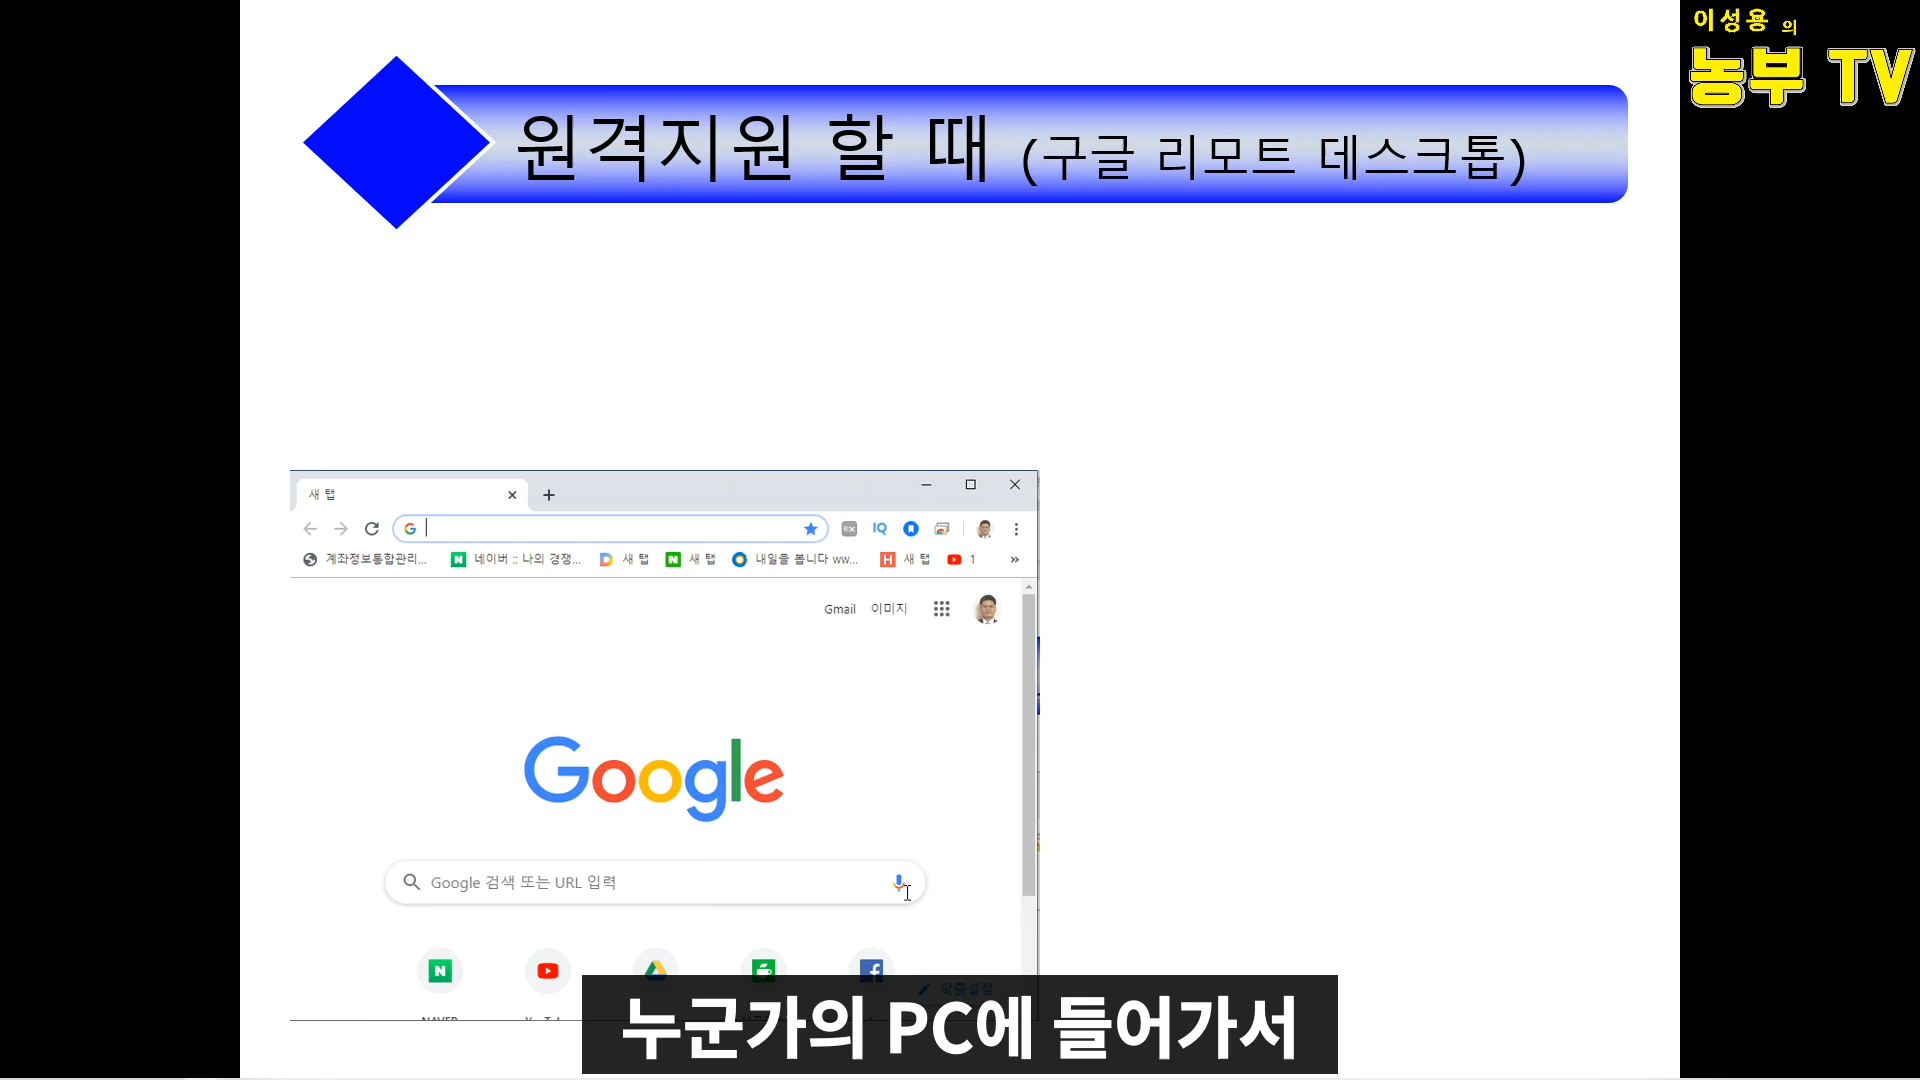 이성용 의
농부 TV
원격지원 할 때 (구글 리모트 데스크톱)
새 탭
계좌정보통합관리... 네이버 :: 나의 경쟁... 새 탭 새 탭 내일을 봅니다 ww... 새 탭 1 »
Gmail 이미지
Google
Google 검색 또는 URL 입력
맞춤설정
누군가의 PC에 들어가서